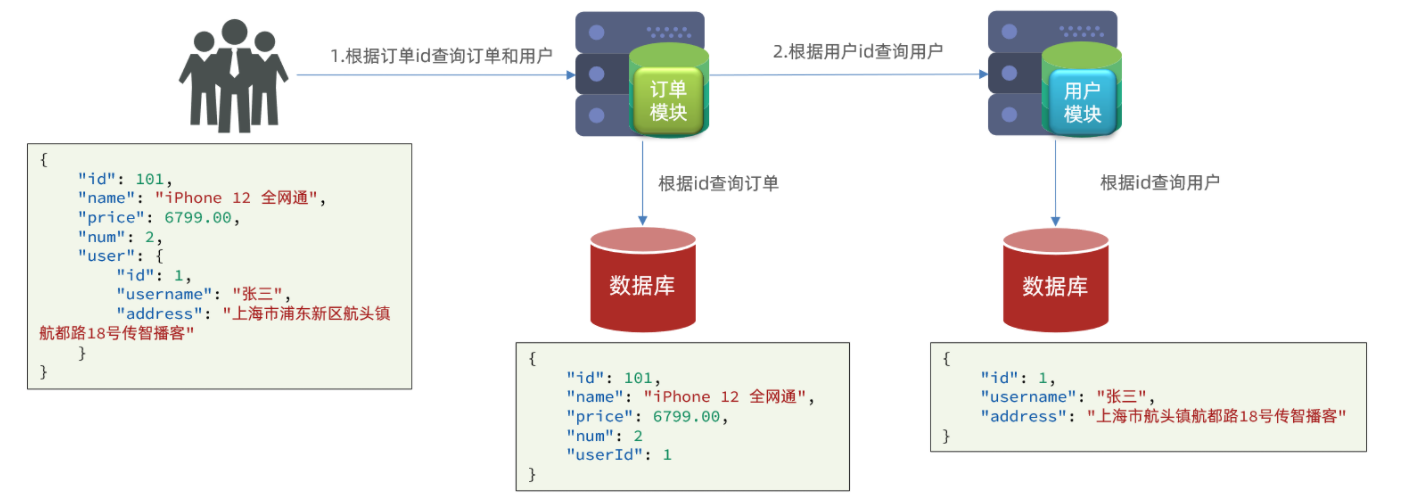 1.根据订单id查询订单和用户
2.根据用户id查询用户
订单
模块
用户
模块
{
"id": 101,
"name": "iPhone 12 全网通",
"price": 6799.00,
"num": 2,
"user": {
"id": 1,
"username": "张三",
"address": "上海市浦东新区航头镇
航都路18号传智播客"
}
}
根据id查询订单
根据id查询用户
数据库
数据库
{
"id": 101,
"name": "iPhone 12 全网通",
"price": 6799.00,
"num": 2
"userId": 1
}
{
"id": 1,
"username": "张三",
"address": "上海市航头镇航都路18号传智播客"
}